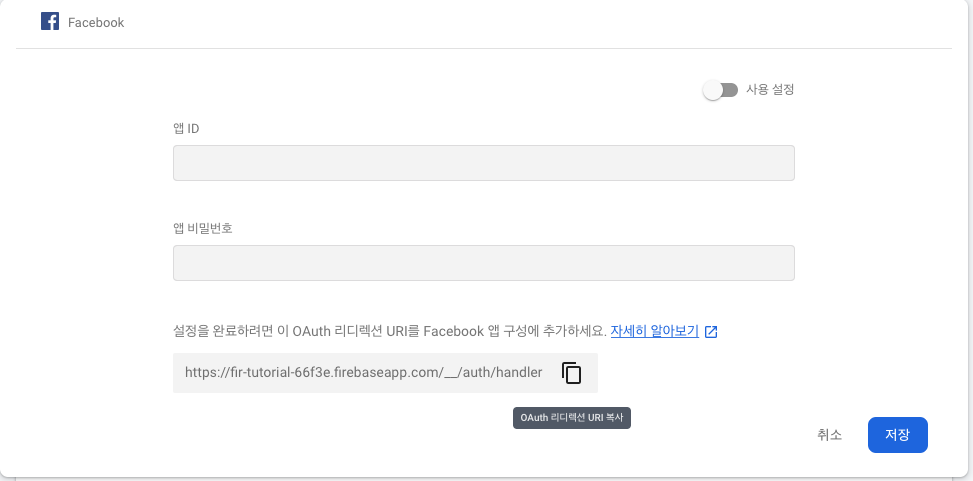 Facebook
사용 설정
앱 ID
앱 비밀번호
설정을 완료하려면 이 OAuth 리디렉션 URI를 Facebook 앱 구성에 추가하세요. 자세히 알아보기
https://fir-tutorial-66f3e.firebaseapp.com/__/auth/handler
OAuth 리디렉션 URI 복사
취소 저장